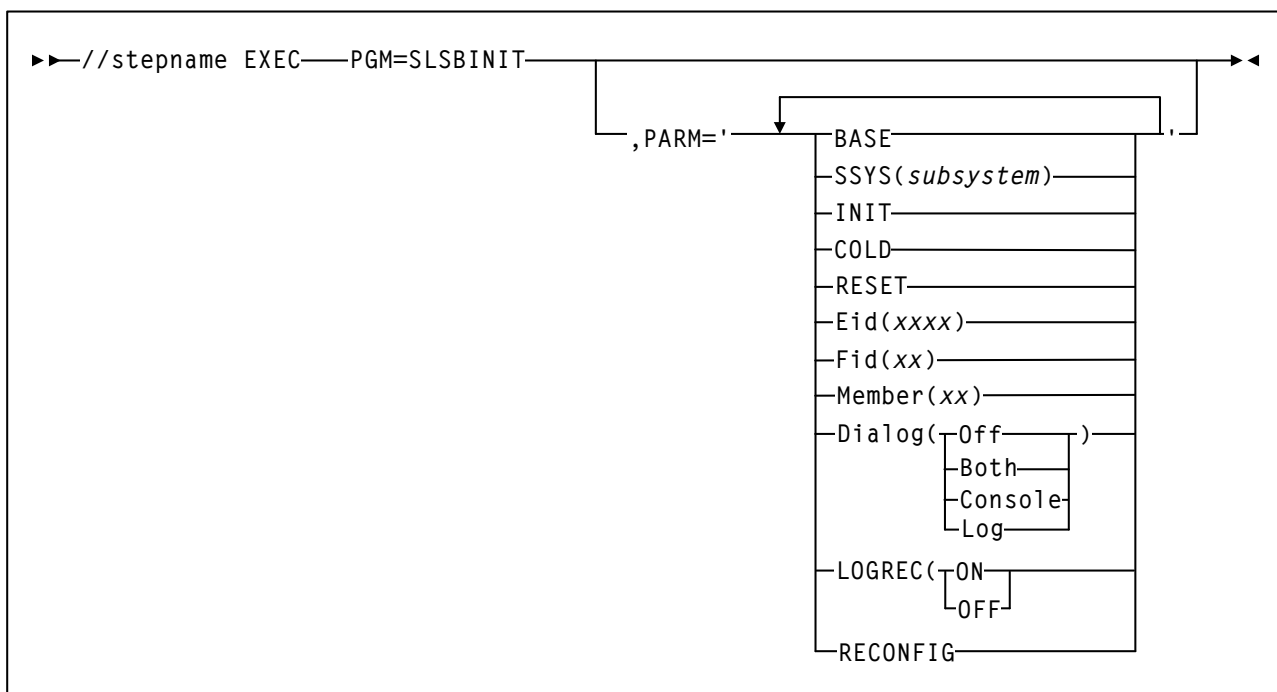 //stepname EXEC PGM=SLSBINIT
,PARM=' BASE '
SSYS(subsystem)
INIT
COLD
RESET
Eid(xxxx)
Fid(xx)
Member(xx)
Dialog( Off )
Both
Console
Log
LOGREC( ON
OFF
RECONFIG